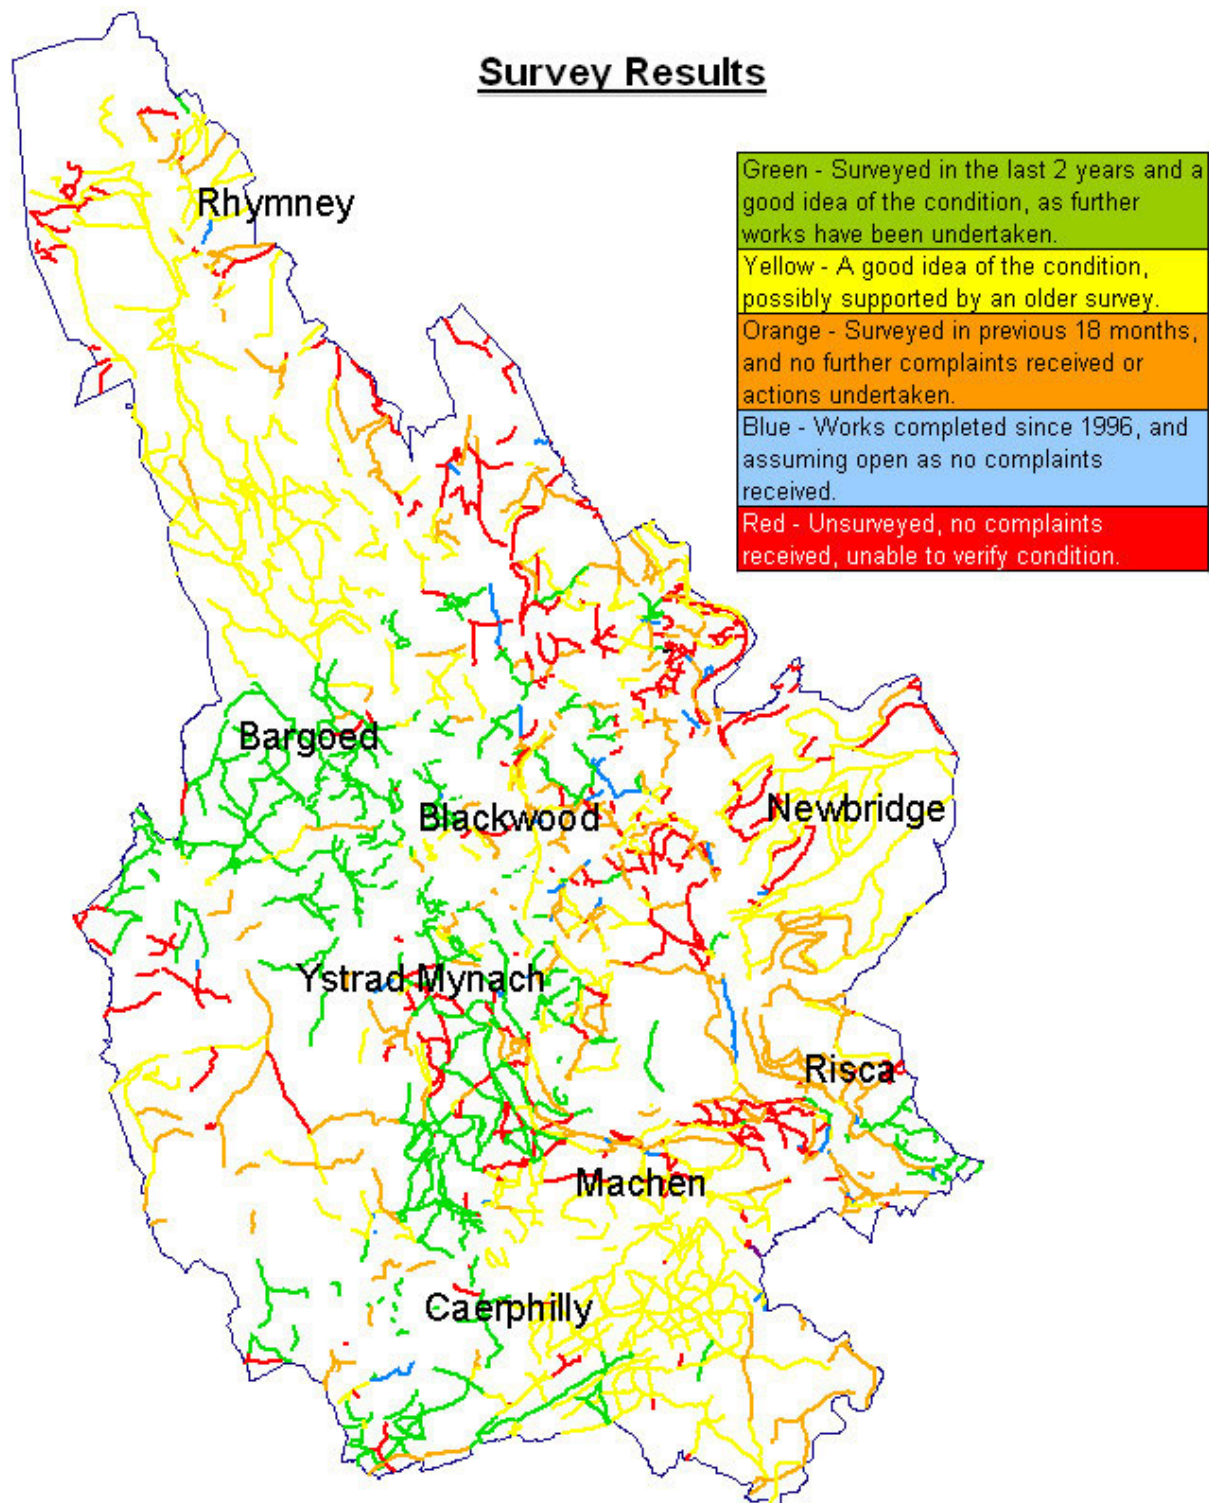 Survey Results
Green - Surveyed in the last 2 years and a
good idea of the condition, as further
works have been undertaken.
Yellow - A good idea of the condition,
possibly supported by an older survey.
Orange - Surveyed in previous 18 months,
and no further complaints received or
actions undertaken.
Blue - Works completed since 1996, and
assuming open as no complaints
received.
Red - Unsurveyed, no complaints
received, unable to verify condition.
Rhymney
Bargoed
Blackwood
Newbridge
Ystrad Mynach
Risca
Machen
Caerphilly